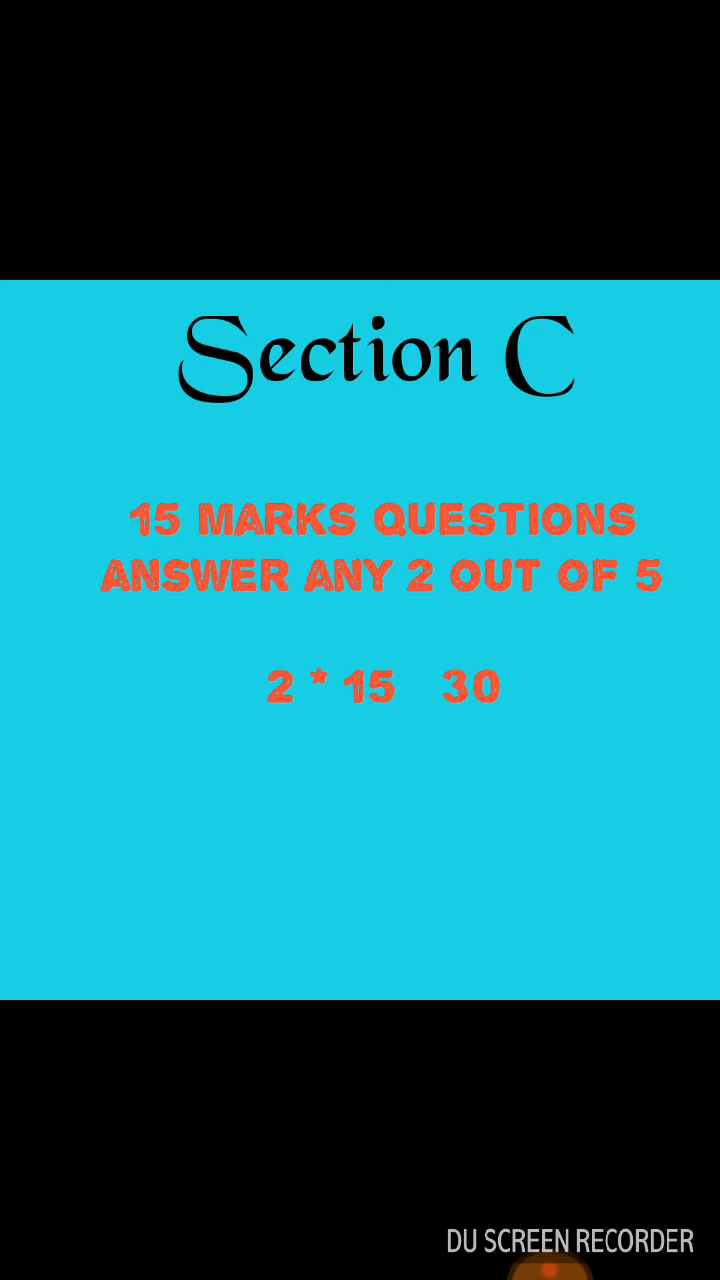 Section C
15 MARKS QUESTIONS
ANSWER ANY 2 OUT OF 5
2 * 15 30
DU SCREEN RECORDER